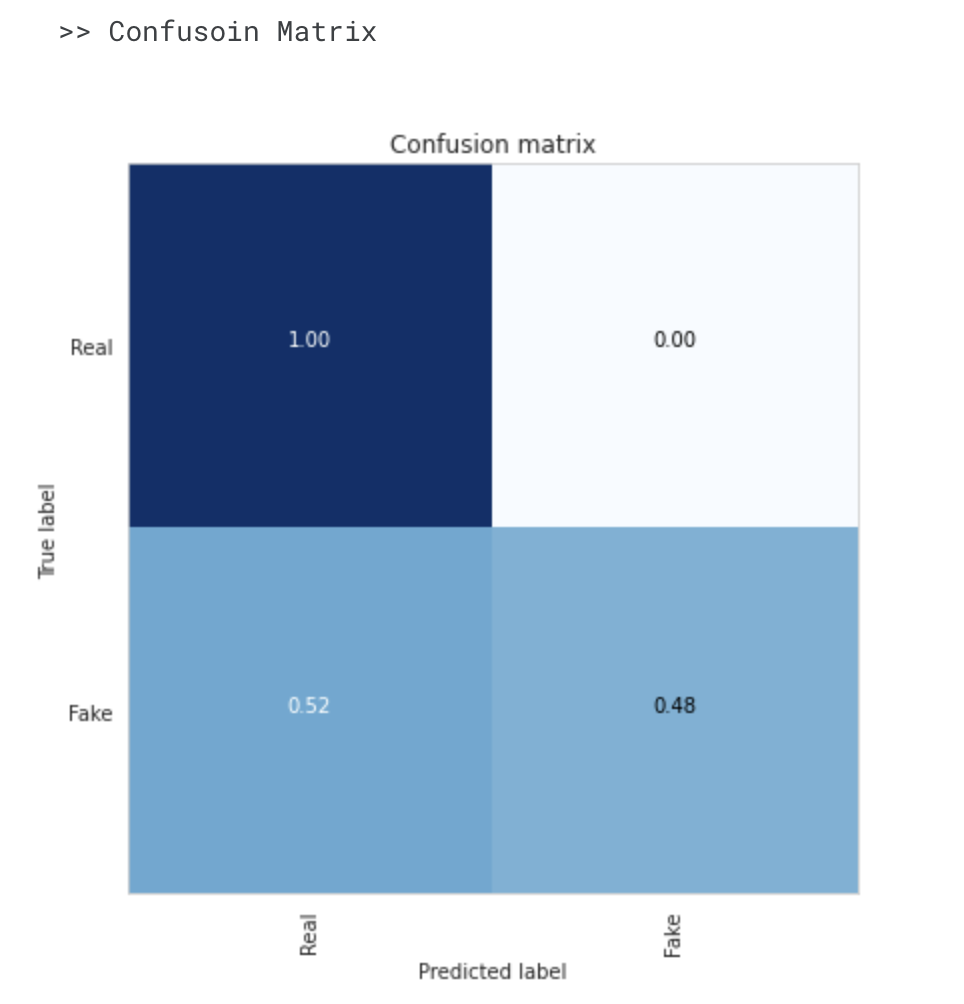 >> Confusoin Matrix
Confusion matrix
Real
1.00
0.00
True label
Fake
0.52
0.48
Real
Fake
Predicted label